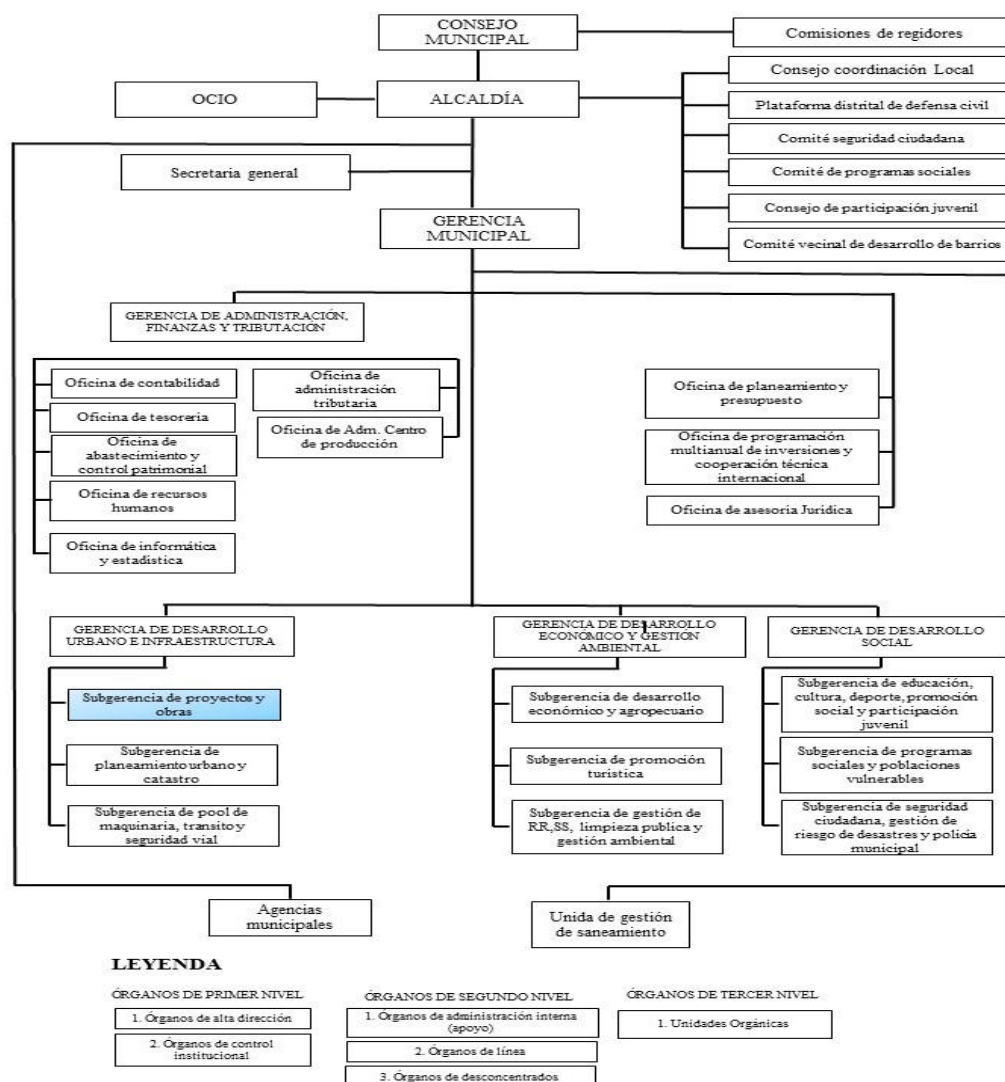 CONSEJO
MUNICIPAL
Comisiones de regidores
OCIO
ALCALDÍA
Consejo coordinación Local
Plataforma distrital de defensa civil
Comité seguridad ciudadana
Comité de programas sociales
Consejo de participación juvenil
Comité vecinal de desarrollo de barrios
Secretaria general
GERENCIA
MUNICIPAL
GERENCIA DE ADMINISTRACIÓN,
FINANZAS Y TRIBUTACIÓN
Oficina de contabilidad
Oficina de tesoreria
Oficina de
abastecimiento y
control patrimonial
Oficina de recursos
humanos
Oficina de informática
y estadística
Oficina de
administración
tributaria
Oficina de Adm. Centro
de producción
Oficina de planeamiento y
presupuesto
Oficina de programación
multianual de inversiones y
cooperación técnica
internacional
Oficina de asesoria Juridica
GERENCIA DE DESARROLLO
URBANO E INFRAESTRUCTURA
Subgerencia de proyectos y
obras
Subgerencia de
planeamiento urbano y
catastro
Subgerencia de pool de
maquinaria, transito y
seguridad vial
GERENCIA DE DESARROLLO
ECONÓMICO Y GESTIÓN
AMBIENTAL
Subgerencia de desarrollo
económico y agropecuario
Subgerencia de promoción
turística
Subgerencia de gestión de
RR,SS, limpieza publica y
gestión ambiental
GERENCIA DE DESARROLLO
SOCIAL
Subgerencia de educación,
cultura, deporte, promoción
social y participación
juvenil
Subgerencia de programas
sociales y poblaciones
vulnerables
Subgerencia de seguridad
ciudadana, gestión de
riesgo de desastres y policía
municipal
Agencias
municipales
Unida de gestión
de saneamiento
LEYENDA
ÓRGANOS DE PRIMER NIVEL
1. Órganos de alta dirección
2. Órganos de control
institucional
ÓRGANOS DE SEGUNDO NIVEL
1. Órganos de administración interna
(apoyo)
2. Órganos de línea
3. Órganos de desconcentrados
ÓRGANOS DE TERCER NIVEL
1. Unidades Orgánicas